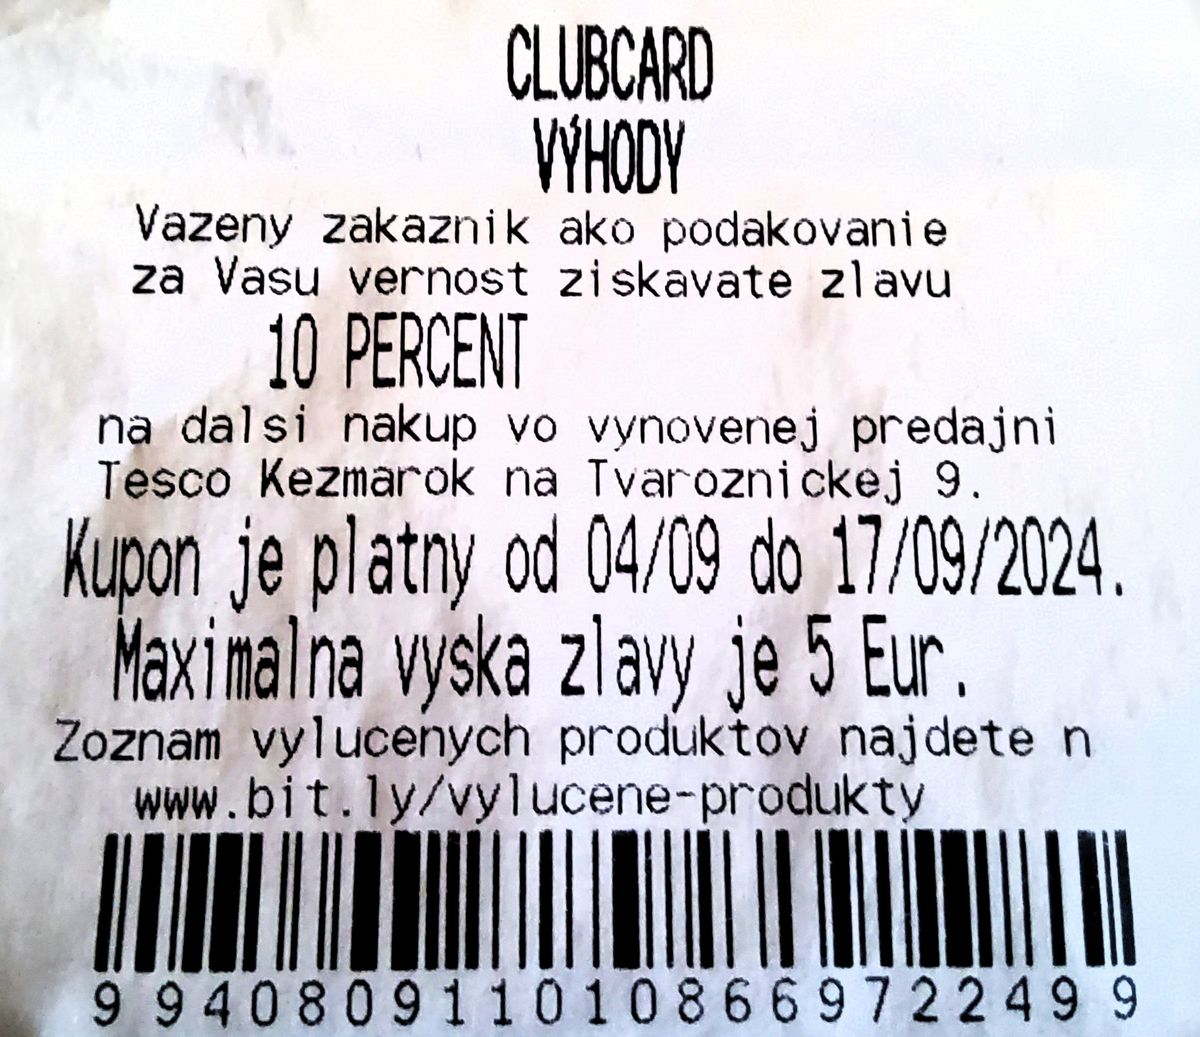 CLUBCARD
VÝHODY
Vazeny zakaznik ako podakovanie
za Vasu vernost ziskavate zlavu
10 PERCENT
na dalsi nakup vo vynovenej predajni
Tesco Kezmarok na Tvaroznickej 9.
Kupon je platny od 04/09 do 17/09/2024.
Maximalna vyska zlavy je 5 Eur.
Zoznam vylucenych produktov najdete n
www.bit.ly/vylucene-produkty
9940809110108669722499